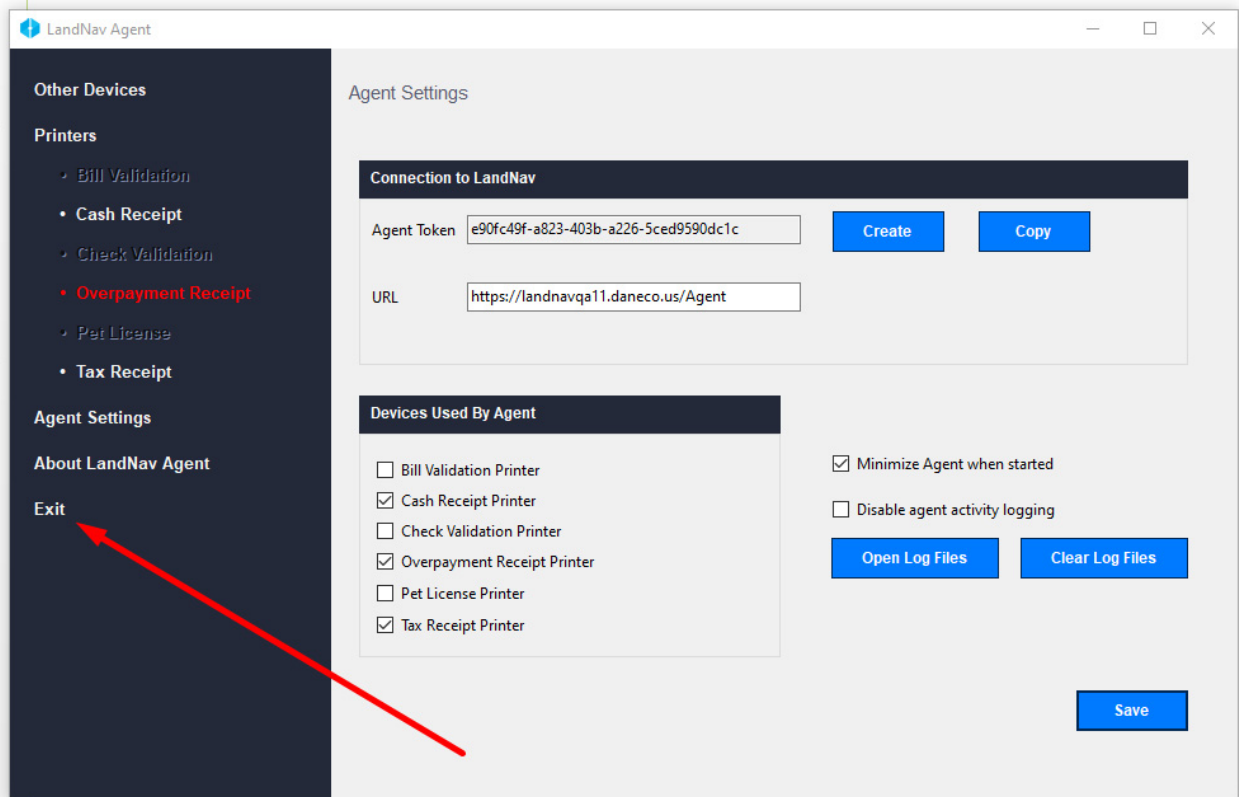 LandNav Agent
Other Devices
Printers
• Bill Validation
• Cash Receipt
• Check Validation
• Overpayment Receipt
• Pet License
• Tax Receipt
Agent Settings
About LandNav Agent
Exit
Agent Settings
Connection to LandNav
Agent Token e90fc49f-a823-403b-a226-5ced9590dc1c Create Copy
URL https://landnavqa11.daneco.us/Agent
Devices Used By Agent
Bill Validation Printer
Cash Receipt Printer
Check Validation Printer
Overpayment Receipt Printer
Pet License Printer
Tax Receipt Printer
Minimize Agent when started
Disable agent activity logging
Open Log Files Clear Log Files
Save